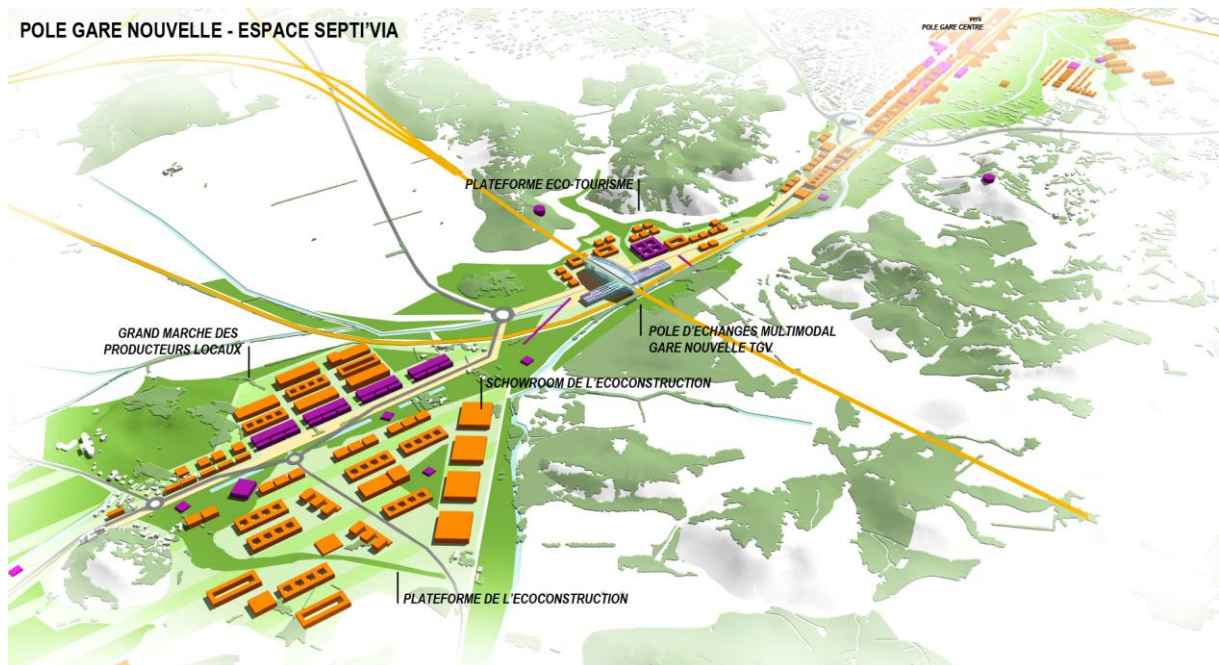 POLE GARE NOUVELLE - ESPACE SEPTI'VIA
vers
POLE GARE CENTRE
PLATEFORME ECO-TOURISME
GRAND MARCHE DES
PRODUCTEURS LOCAUX
POLE D'ECHANGES MULTIMODAL
GARE NOUVELLE TGV
SCHOWROOM DE L'ECOCONSTRUCTION
PLATEFORME DE L'ECOCONSTRUCTION